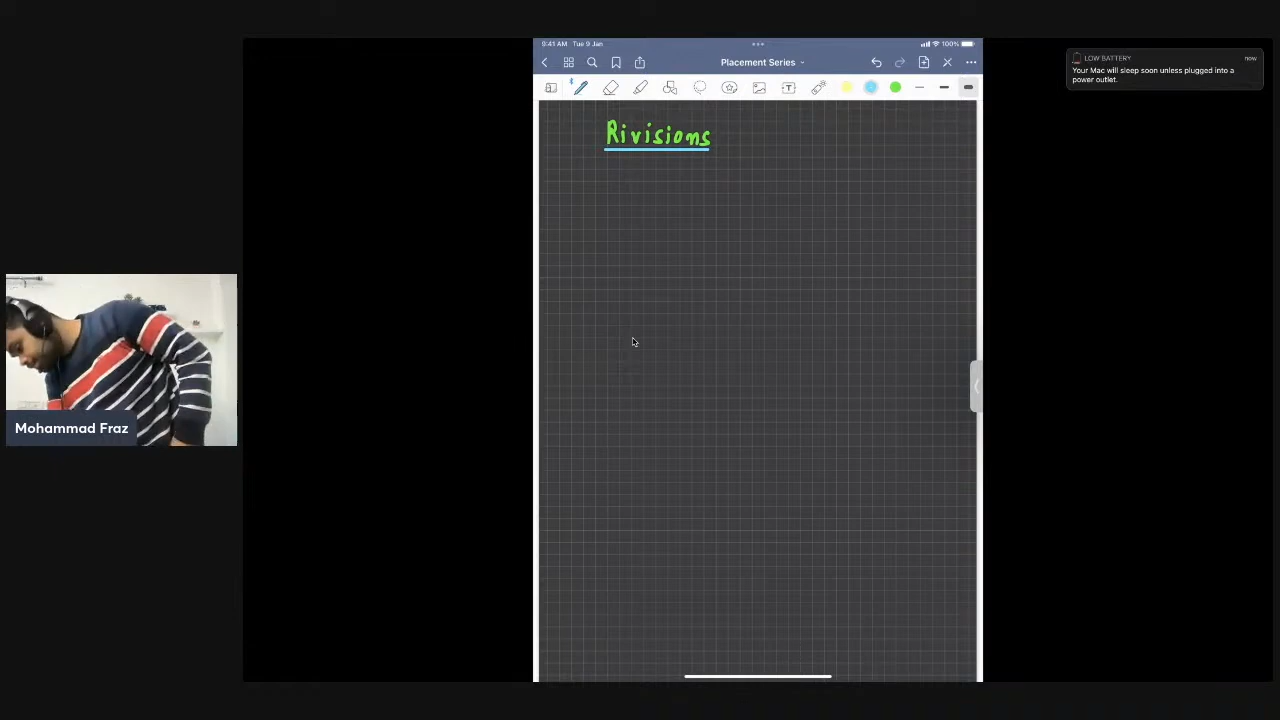 9:41 AM Tue 9 Jan
100%
Placement Series
LOW BATTERY
now
Your Mac will sleep soon unless plugged into a
power outlet.
T
Rivisions
Mohammad Fraz